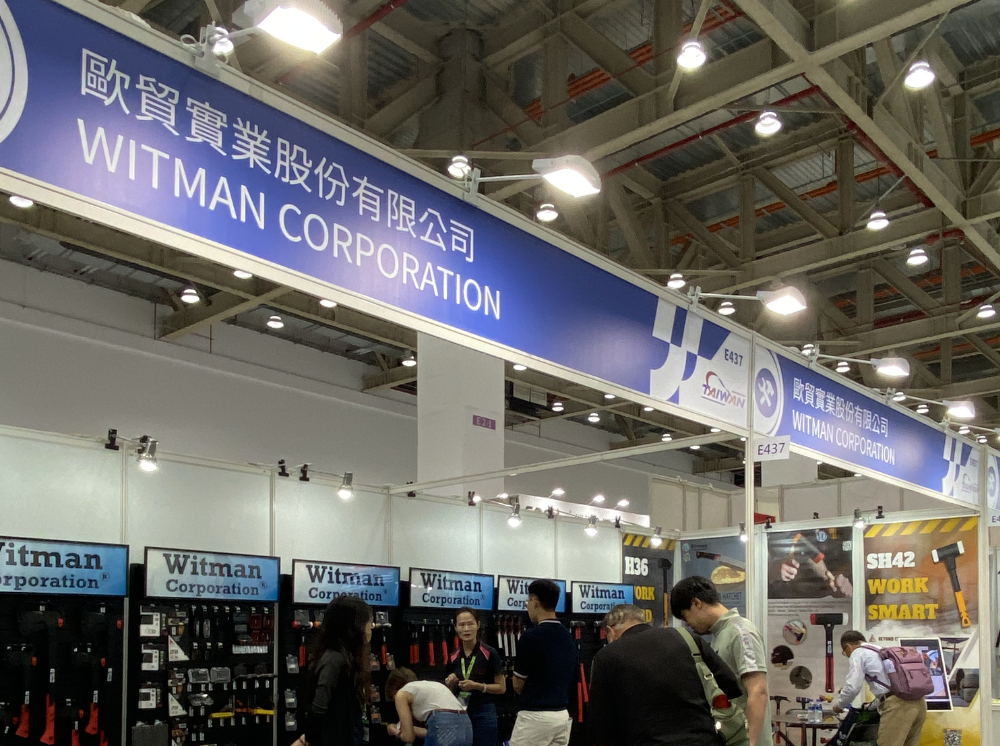 歐貿實業股份有限公司
WITMAN CORPORATION
E437
TAIWAN
歐貿實業股份有限公司
WITMAN CORPORATION
E437
E21
Witman
Corporation®
Witman
Corporation®
Witman
Corporation
Witman
Corporation®
Witman
Witman
Corporation
H36
SH42
WORK
SMART